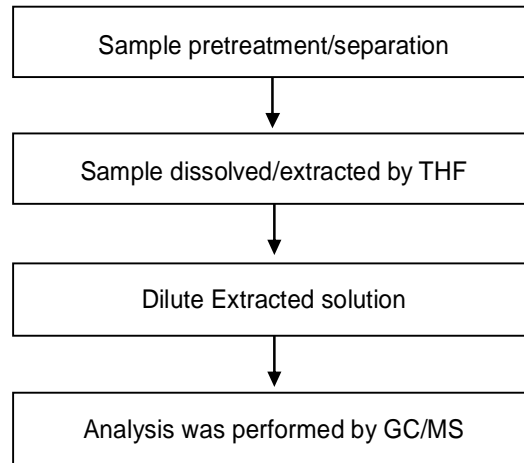 Sample pretreatment/separation
Sample dissolved/extracted by THF
Dilute Extracted solution
Analysis was performed by GC/MS